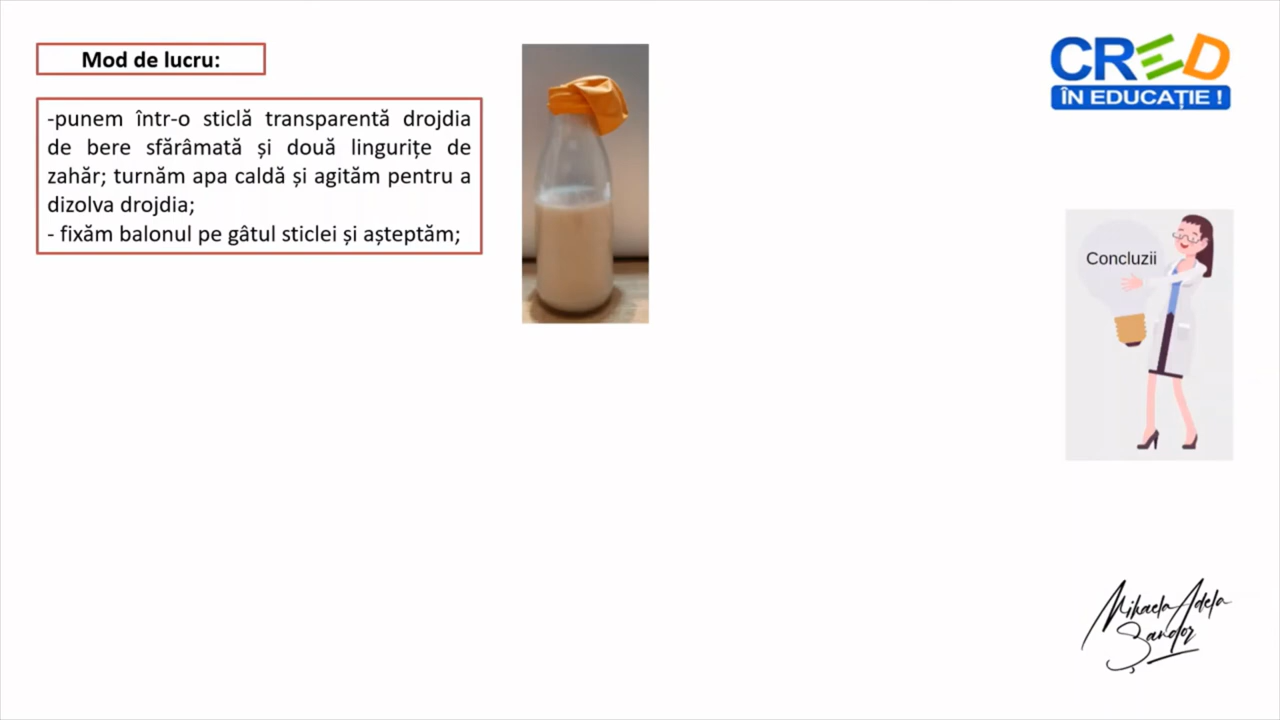 Mod de lucru:
-punem într-o sticlă transparentă drojdia
de bere sfărâmată și două lingurițe de
zahăr; turnăm apa caldă și agităm pentru a
dizolva drojdia;
- fixăm balonul pe gâtul sticlei și așteptăm;
CRED
ÎN EDUCAȚIE !
Concluzii
Mihaela Adela
Șandor